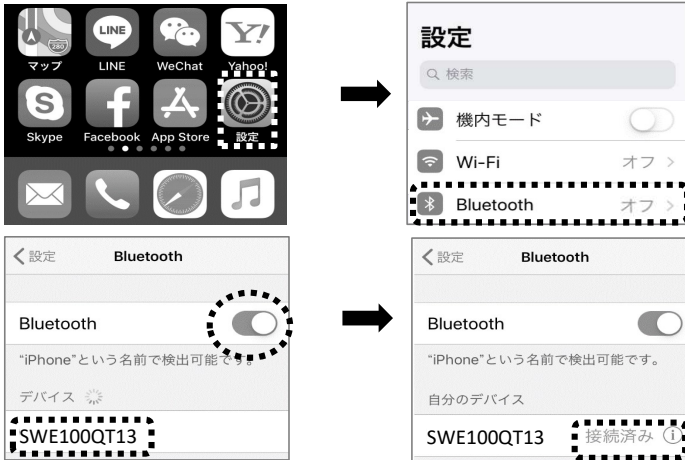 280
LINE
Y!
マップ
LINE
WeChat
Yahoo!
S
f
Skype
Facebook
App Store
設定
設定
検索
機内モード
Wi-Fi
オフ >
Bluetooth
オフ >
設定
Bluetooth
Bluetooth
“iPhone”という名前で検出可能です。
デバイス
SWE100QT13
設定
Bluetooth
Bluetooth
“iPhone”という名前で検出可能です。
自分のデバイス
SWE100QT13
接続済み i